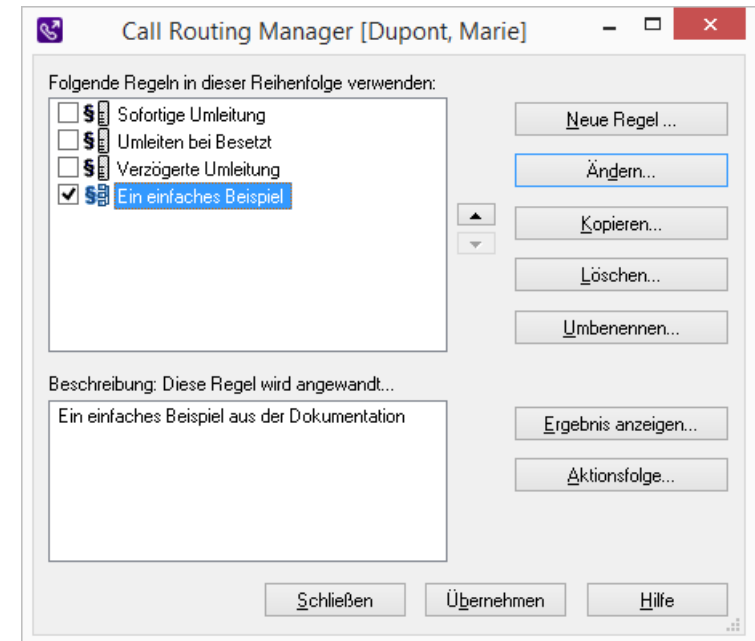 Call Routing Manager [Dupont, Marie]
Folgende Regeln in dieser Reihenfolge verwenden:
Sofortige Umleitung
Umleiten bei Besetzt
Verzögerte Umleitung
Ein einfaches Beispiel
Neue Regel ...
Ändern...
Kopieren...
Löschen...
Umbenennen...
Beschreibung: Diese Regel wird angewandt...
Ein einfaches Beispiel aus der Dokumentation
Ergebnis anzeigen...
Aktionsfolge...
Schließen Übernehmen Hilfe